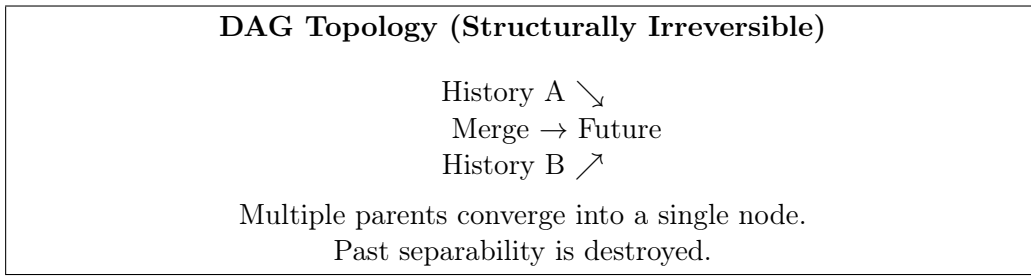 DAG Topology (Structurally Irreversible)
History A ↘
Merge → Future
History B ↗
Multiple parents converge into a single node.
Past separability is destroyed.